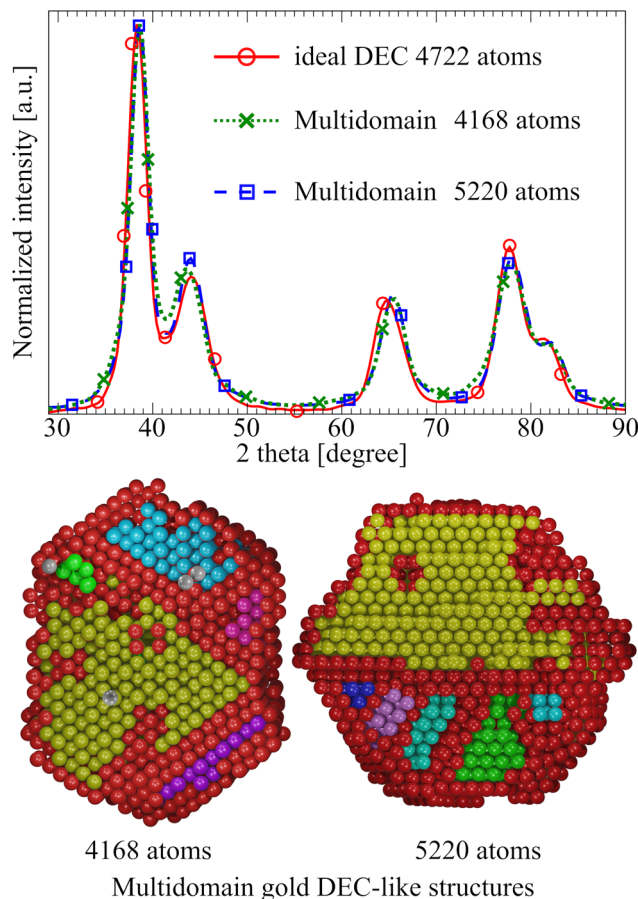 Normalized intensity [a.u.]
ideal DEC 4722 atoms
Multidomain 4168 atoms
Multidomain 5220 atoms
30 40 50 60 70 80 90
2 theta [degree]
4168 atoms 5220 atoms
Multidomain gold DEC-like structures